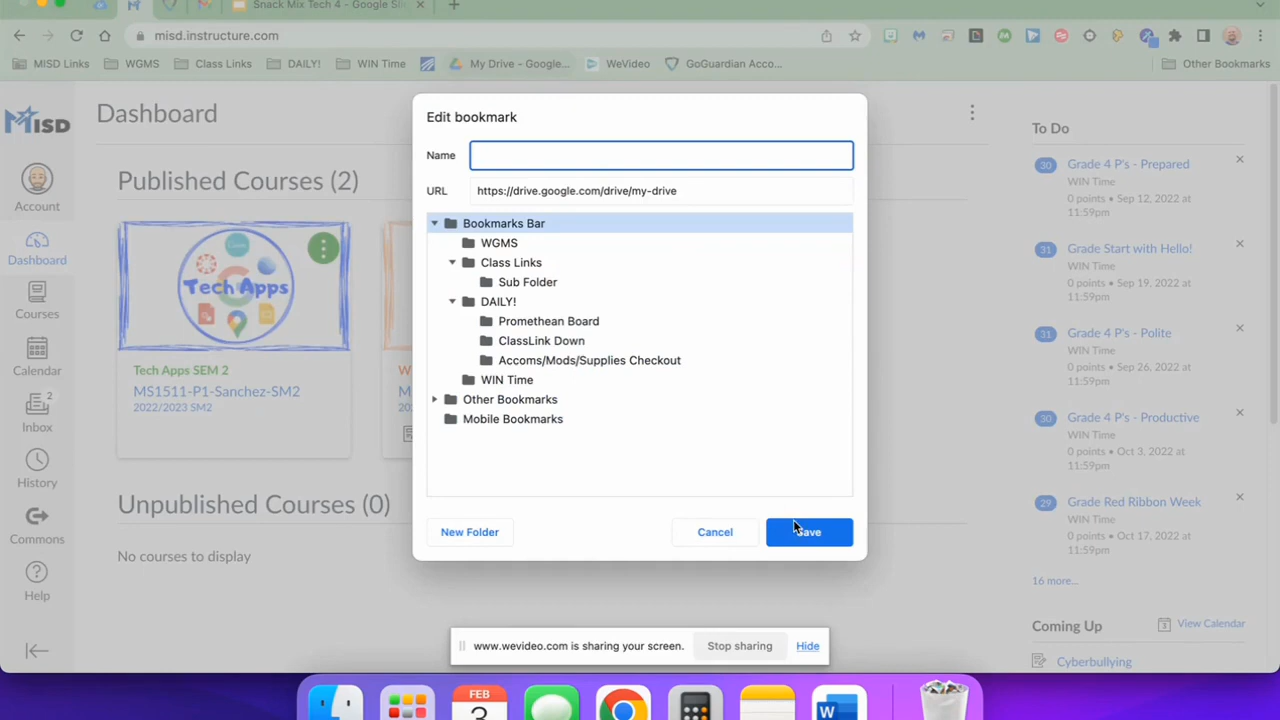 Snack Mix Tech 4 - Google Sli
misd.instructure.com
MISD Links
WGMS
Class Links
DAILY!
WIN Time
My Drive - Google...
WeVideo
GoGuardian Acco...
Other Bookmarks
MISD
Account
Dashboard
Courses
Calendar
2
Inbox
History
Commons
Help
Dashboard
Published Courses (2)
Tech Apps
Tech Apps SEM 2
MS1511-P1-Sanchez-SM2
2022/2023 SM2
Unpublished Courses (0)
No courses to display
Edit bookmark
Name
URL https://drive.google.com/drive/my-drive
Bookmarks Bar
WGMS
Class Links
Sub Folder
DAILY!
Promethean Board
ClassLink Down
Accoms/Mods/Supplies Checkout
WIN Time
Other Bookmarks
Mobile Bookmarks
New Folder
Cancel
Save
To Do
30 Grade 4 P's - Prepared
WIN Time
0 points • Sep 12, 2022 at
11:59pm
31 Grade Start with Hello!
WIN Time
0 points • Sep 19, 2022 at
11:59pm
31 Grade 4 P's - Polite
WIN Time
0 points • Sep 26, 2022 at
11:59pm
30 Grade 4 P's - Productive
WIN Time
0 points • Oct 3, 2022 at
11:59pm
29 Grade Red Ribbon Week
WIN Time
0 points • Oct 17, 2022 at
11:59pm
16 more...
Coming Up
View Calendar
Cyberbullying
www.wevideo.com is sharing your screen.
Stop sharing
Hide
FEB
3
W